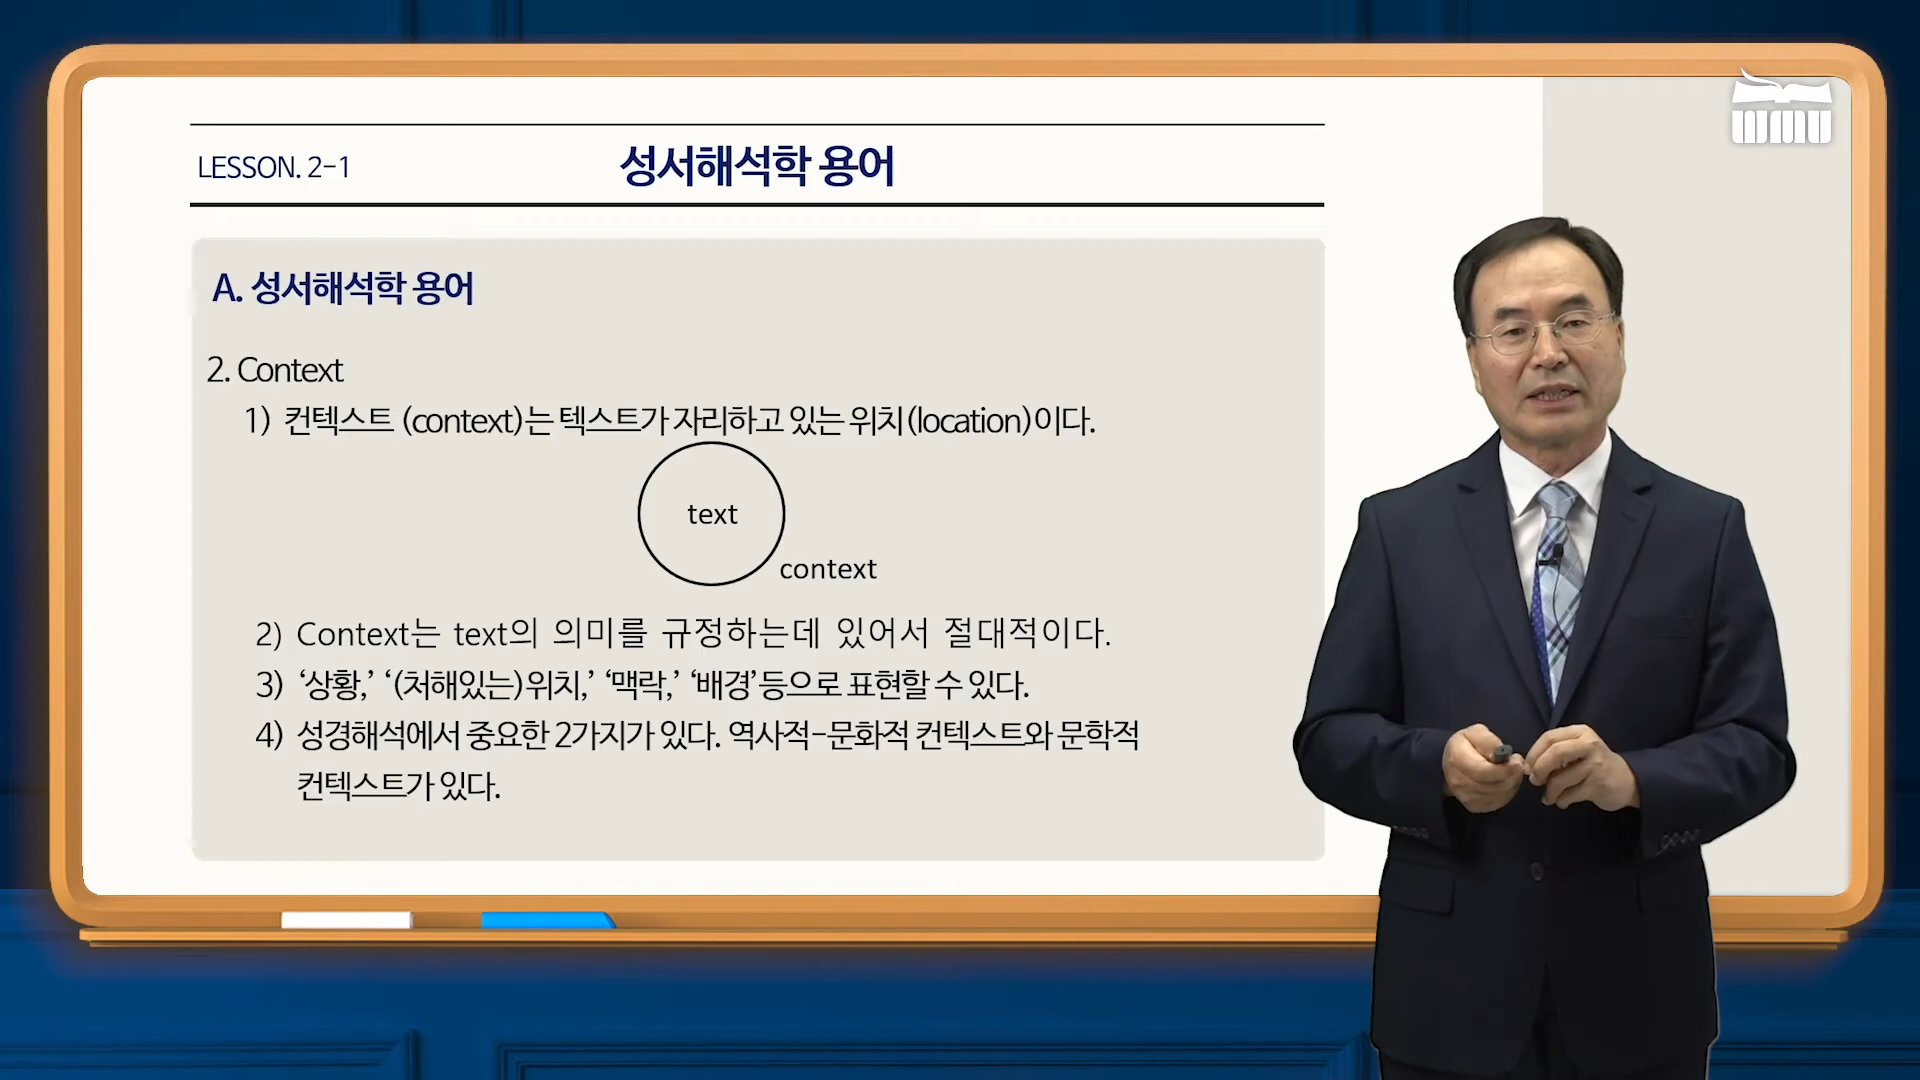 LESSON. 2-1
성서해석학 용어
A. 성서해석학 용어
2. Context
1) 컨텍스트 (context)는 텍스트가 자리하고 있는 위치(location)이다.
text
context
2) Context는 text의 의미를 규정하는데 있어서 절대적이다.
3) ‘상황,’ ‘(처해있는)위치,’ ‘맥락,’ ‘배경’등으로 표현할 수 있다.
4) 성경해석에서 중요한 2가지가 있다. 역사적-문화적 컨텍스트와 문학적
컨텍스트가 있다.